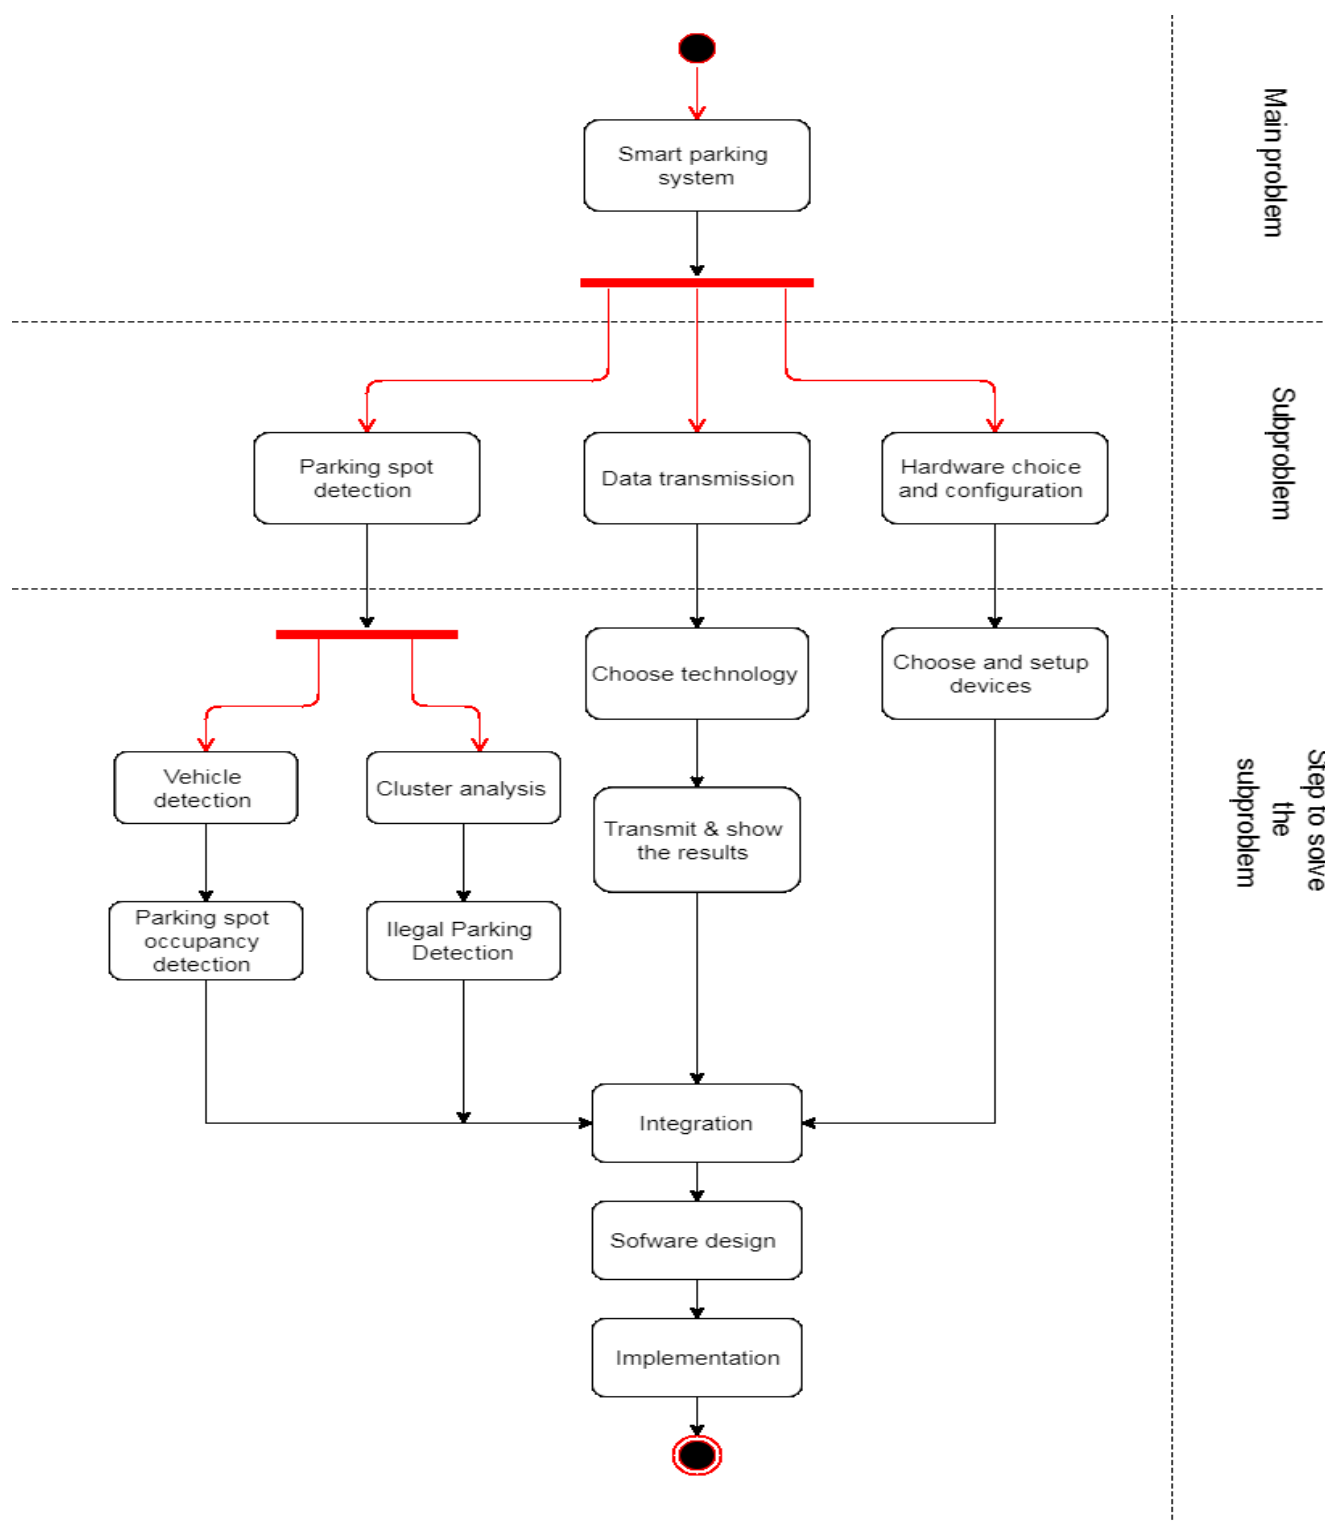 Smart parking
system
Main problem
Parking spot
detection
Data transmission
Hardware choice
and configuration
Subproblem
Choose technology
Choose and setup
devices
Vehicle
detection
Cluster analysis
Transmit & show
the results
Step to solve
the
subproblem
Parking spot
occupancy
detection
Ilegal Parking
Detection
Integration
Sofware design
Implementation